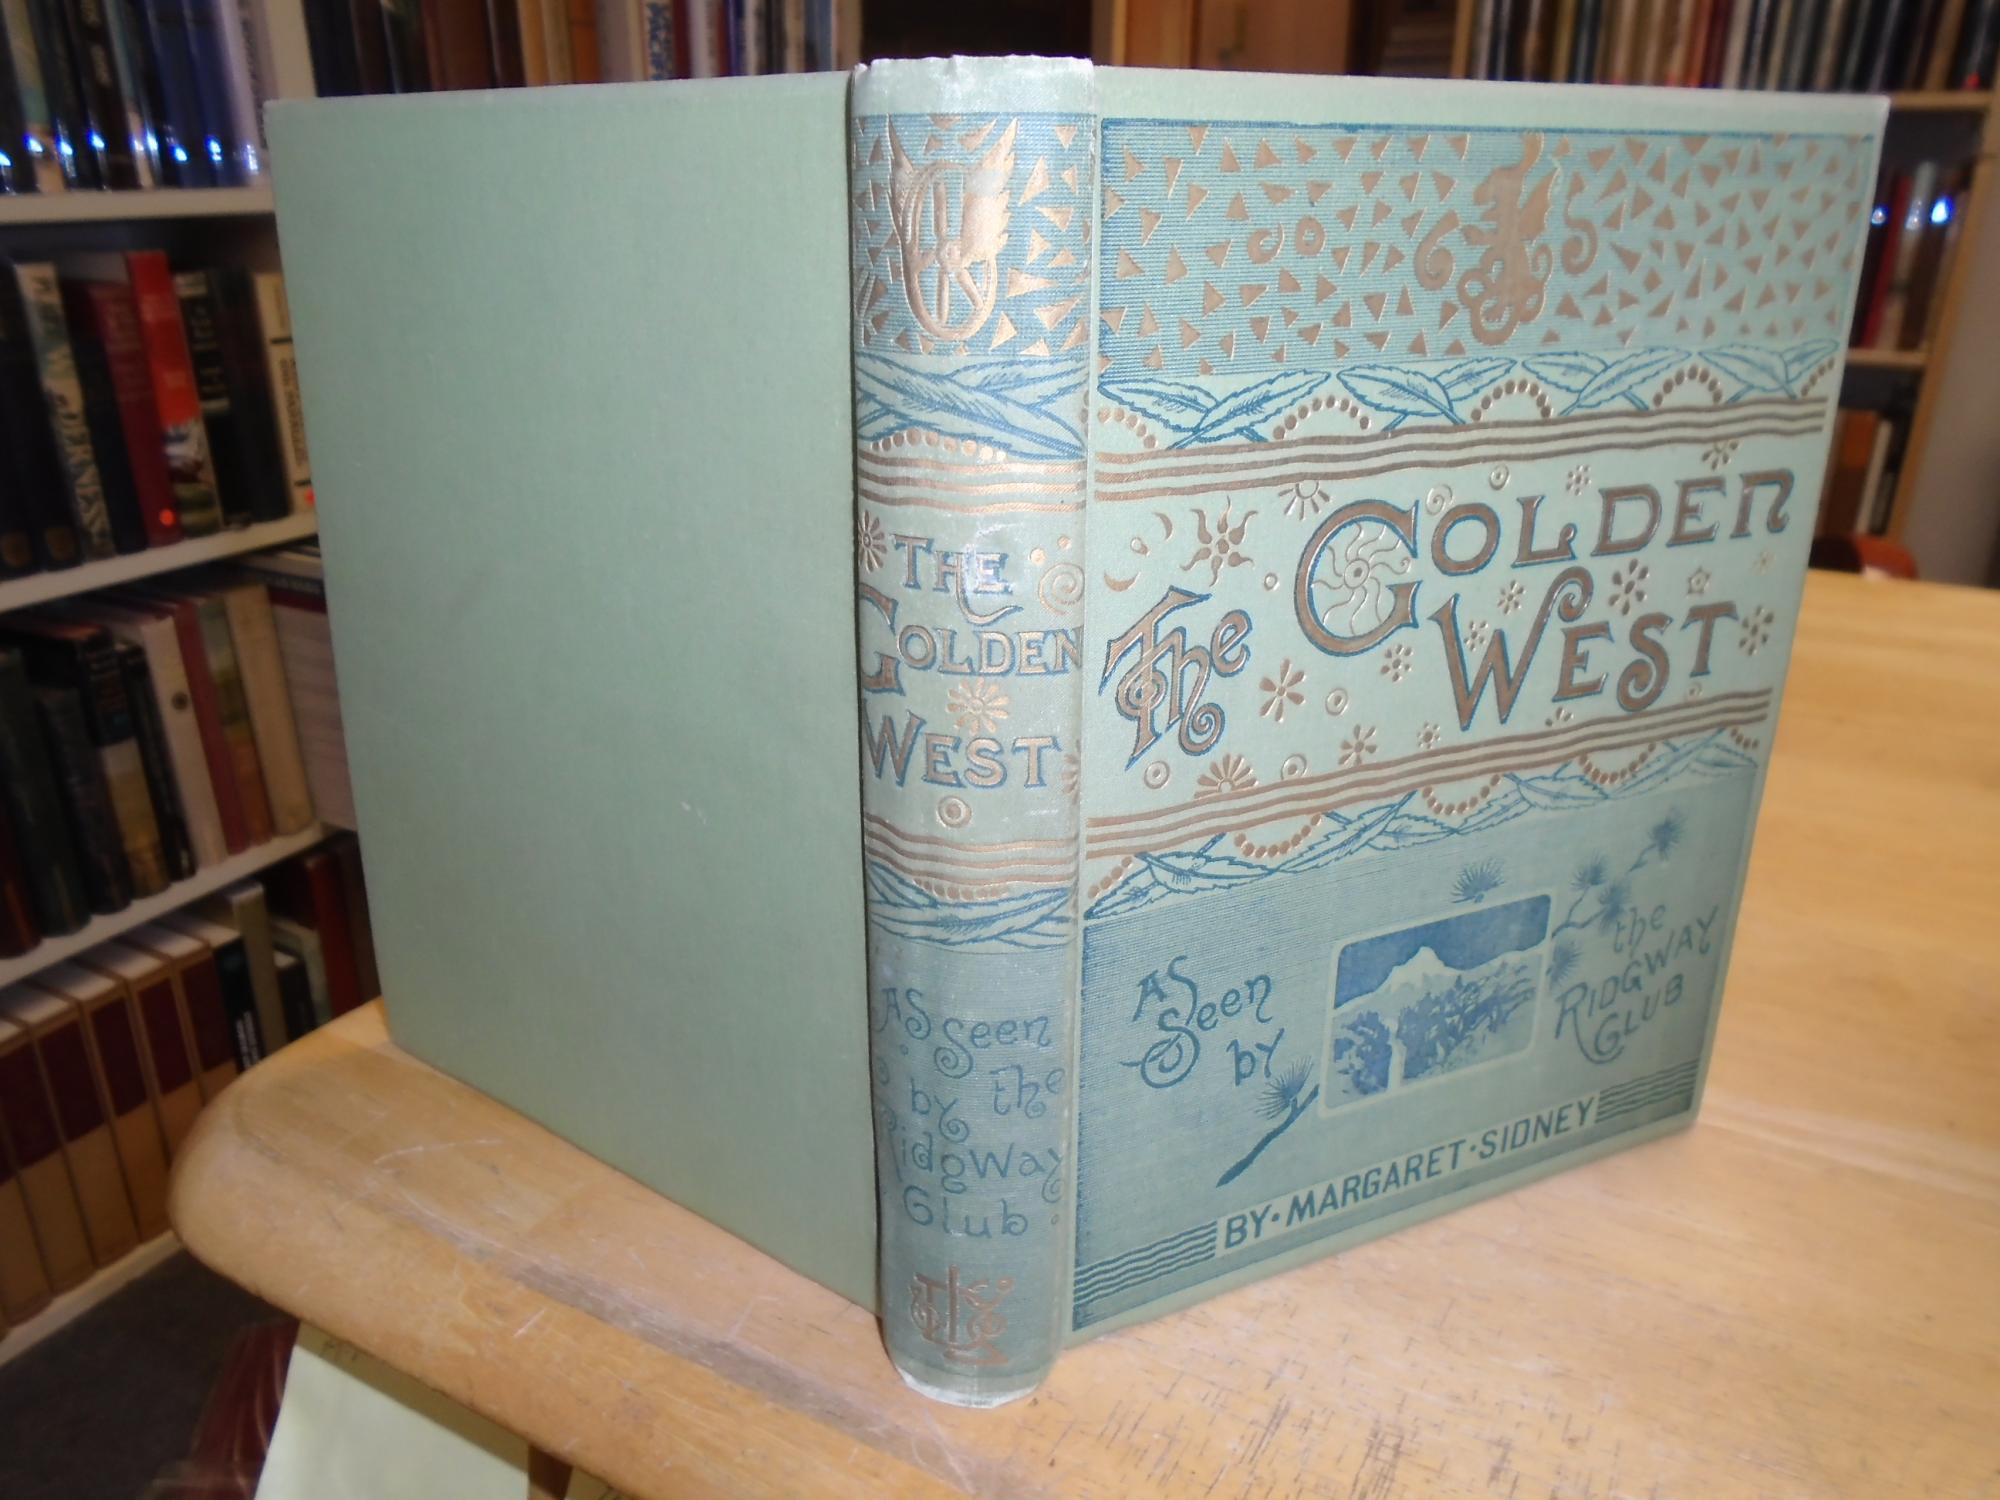 THE
GOLDEN
WEST
AS Seen
by the
Ridgway
Club
The GOLDEN
WEST
AS
Seen
by
the
RIDGWAY
CLUB
BY·MARGARET·SIDNEY